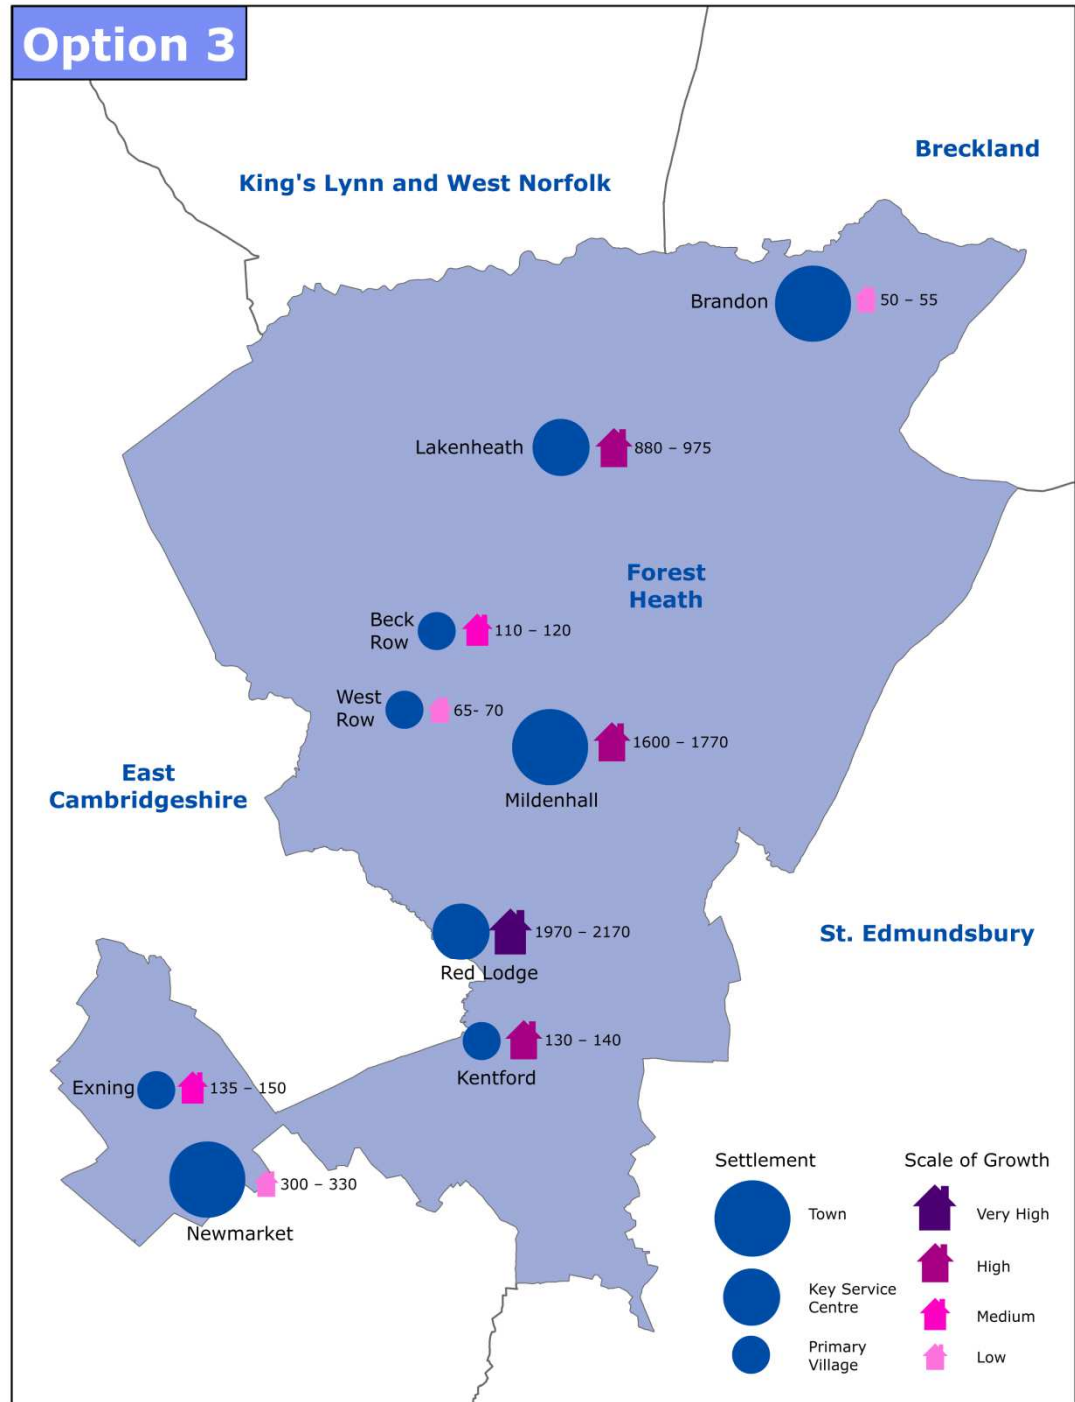 Option 3
Breckland
King's Lynn and West Norfolk
Brandon
50 – 55
Lakenheath
880 – 975
Forest
Heath
Beck
Row
110 – 120
West
Row
65- 70
1600 – 1770
Mildenhall
East
Cambridgeshire
1970 – 2170
Red Lodge
St. Edmundsbury
130 – 140
Kentford
Exning
135 – 150
300 – 330
Newmarket
Settlement
Town
Key Service
Centre
Primary
Village
Scale of Growth
Very High
High
Medium
Low